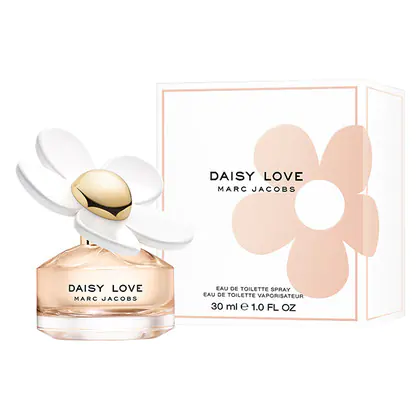 DAISY LOVE
MARC JACOBS
EAU DE TOILETTE SPRAY
EAU DE TOILETTE VAPORISATEUR
30 ml ℮ 1.0 FL OZ
DAISY LOVE
MARC JACOBS